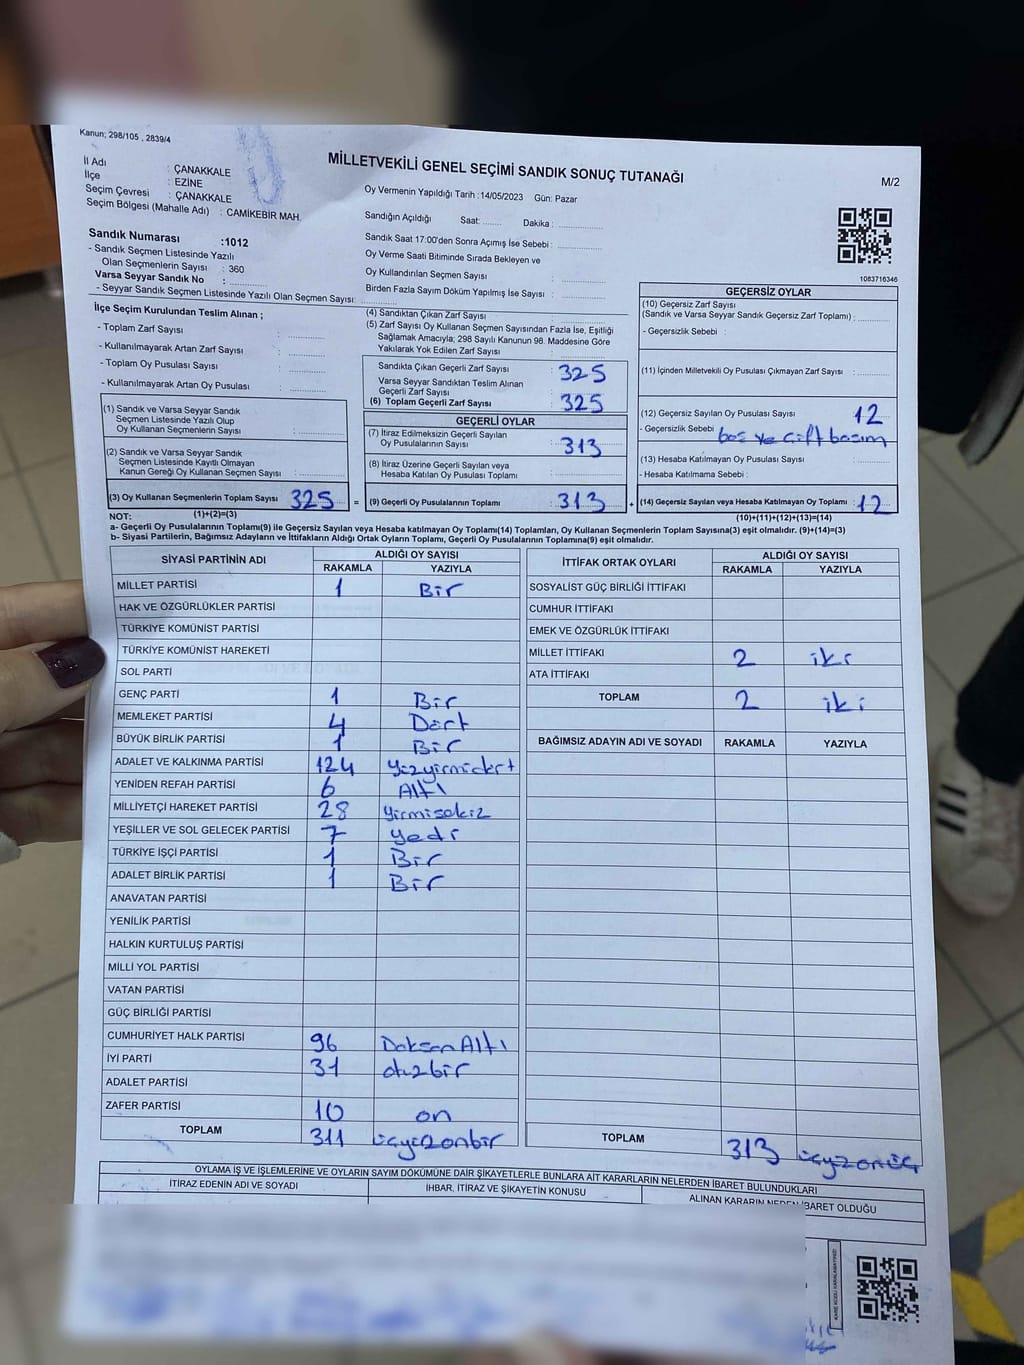 Kanun; 298/105 , 2839/4
MİLLETVEKİLİ GENEL SEÇİMİ SANDIK SONUÇ TUTANAĞI
M/2
İl Adı : ÇANAKKALE
İlçe : EZİNE
Seçim Çevresi : ÇANAKKALE
Seçim Bölgesi (Mahalle Adı) : CAMİKEBİR MAH.
Oy Vermenin Yapıldığı Tarih :14/05/2023 Gün: Pazar
Sandığın Açıldığı Saat: ........ Dakika : ..................
Sandık Saat 17:00'den Sonra Açımış İse Sebebi : ..................
Oy Verme Saati Bitiminde Sırada Bekleyen ve
Oy Kullandırılan Seçmen Sayısı : ..................
Birden Fazla Sayım Döküm Yapılmış İse Sayısı : ..................
1083716346
Sandık Numarası :1012
- Sandık Seçmen Listesinde Yazılı
Olan Seçmenlerin Sayısı : 360
Varsa Seyyar Sandık No : ..................
- Seyyar Sandık Seçmen Listesinde Yazılı Olan Seçmen Sayısı: ..................
İlçe Seçim Kurulundan Teslim Alınan ;
- Toplam Zarf Sayısı : ..................
- Kullanılmayarak Artan Zarf Sayısı : ..................
- Toplam Oy Pusulası Sayısı : ..................
- Kullanılmayarak Artan Oy Pusulası : ..................
(1) Sandık ve Varsa Seyyar Sandık
Seçmen Listesinde Yazılı Olup
Oy Kullanan Seçmenlerin Sayısı : ..................
(2) Sandık ve Varsa Seyyar Sandık
Seçmen Listesinde Kayıtlı Olmayan
Kanun Gereği Oy Kullanan Seçmen Sayısı : ..................
(3) Oy Kullanan Seçmenlerin Toplam Sayısı 325 =
(1)+(2)=(3)
(4) Sandıktan Çıkan Zarf Sayısı : ..................
(5) Zarf Sayısı Oy Kullanan Seçmen Sayısından Fazla İse, Eşitliği
Sağlamak Amacıyla; 298 Sayılı Kanunun 98. Maddesine Göre
Yakılarak Yok Edilen Zarf Sayısı : ..................
Sandıkta Çıkan Geçerli Zarf Sayısı : 325
Varsa Seyyar Sandıktan Teslim Alınan
Geçerli Zarf Sayısı :
(6) Toplam Geçerli Zarf Sayısı : 325
GEÇERLİ OYLAR
(7) İtiraz Edilmeksizin Geçerli Sayılan
Oy Pusulalarının Sayısı : 313
(8) İtiraz Üzerine Geçerli Sayılan veya
Hesaba Katılan Oy Pusulası Toplamı : ..................
(9) Geçerli Oy Pusulalarının Toplamı : 313 +
GEÇERSİZ OYLAR
(10) Geçersiz Zarf Sayısı
(Sandık ve Varsa Seyyar Sandık Geçersiz Zarf Toplamı) : ..........
- Geçersizlik Sebebi :
(11) İçinden Milletvekili Oy Pusulası Çıkmayan Zarf Sayısı : ..........
(12) Geçersiz Sayılan Oy Pusulası Sayısı : 12
- Geçersizlik Sebebi : boş ve çift basım
(13) Hesaba Katılmayan Oy Pusulası Sayısı : ..........
- Hesaba Katılmama Sebebi :
(14) Geçersiz Sayılan veya Hesaba Katılmayan Oy Toplamı : 12
(10)+(11)+(12)+(13)=(14)
NOT:
a- Geçerli Oy Pusulalarının Toplamı(9) ile Geçersiz Sayılan veya Hesaba katılmayan Oy Toplamı(14) Toplamları, Oy Kullanan Seçmenlerin Toplam Sayısına(3) eşit olmalıdır. (9)+(14)=(3)
b- Siyasi Partilerin, Bağımsız Adayların ve İttifakların Aldığı Ortak Oyların Toplamı, Geçerli Oy Pusulalarının Toplamına(9) eşit olmalıdır.
SİYASİ PARTİNİN ADI ALDIĞI OY SAYISI
RAKAMLA YAZIYLA
MİLLET PARTİSİ 1 Bir
HAK VE ÖZGÜRLÜKLER PARTİSİ
TÜRKİYE KOMÜNİST PARTİSİ
TÜRKİYE KOMÜNİST HAREKETİ
SOL PARTİ
GENÇ PARTİ 1 Bir
MEMLEKET PARTİSİ 4 Dört
BÜYÜK BİRLİK PARTİSİ 1 Bir
ADALET VE KALKINMA PARTİSİ 124 yüzyirmidört
YENİDEN REFAH PARTİSİ 6 Altı
MİLLİYETÇİ HAREKET PARTİSİ 28 yirmisekiz
YEŞİLLER VE SOL GELECEK PARTİSİ 7 yedi
TÜRKİYE İŞÇİ PARTİSİ 1 Bir
ADALET BİRLİK PARTİSİ 1 Bir
ANAVATAN PARTİSİ
YENİLİK PARTİSİ
HALKIN KURTULUŞ PARTİSİ
MİLLİ YOL PARTİSİ
VATAN PARTİSİ
GÜÇ BİRLİĞİ PARTİSİ
CUMHURİYET HALK PARTİSİ 96 Doksan Altı
İYİ PARTİ 31 otuzbir
ADALET PARTİSİ
ZAFER PARTİSİ 10 on
TOPLAM 311 üçyüzonbir
İTTİFAK ORTAK OYLARI ALDIĞI OY SAYISI
RAKAMLA YAZIYLA
SOSYALIST GÜÇ BİRLİĞİ İTTİFAKI
CUMHUR İTTİFAKI
EMEK VE ÖZGÜRLÜK İTTİFAKI
MİLLET İTTİFAKI 2 iki
ATA İTTİFAKI
TOPLAM 2 iki
BAĞIMSIZ ADAYIN ADI VE SOYADI RAKAMLA YAZIYLA
TOPLAM 313 üçyüzonüç
OYLAMA İŞ VE İŞLEMLERİNE VE OYLARIN SAYIM DÖKÜMÜNE DAİR ŞİKAYETLERLE BUNLARA AİT KARARLARIN NELERDEN İBARET BULUNDUKLARI
İTİRAZ EDENİN ADI VE SOYADI İHBAR, İTİRAZ VE ŞİKAYETİN KONUSU ALINAN KARARIN NEDEN İBARET OLDUĞU
KARE KODU KARALAMAYINIZ!